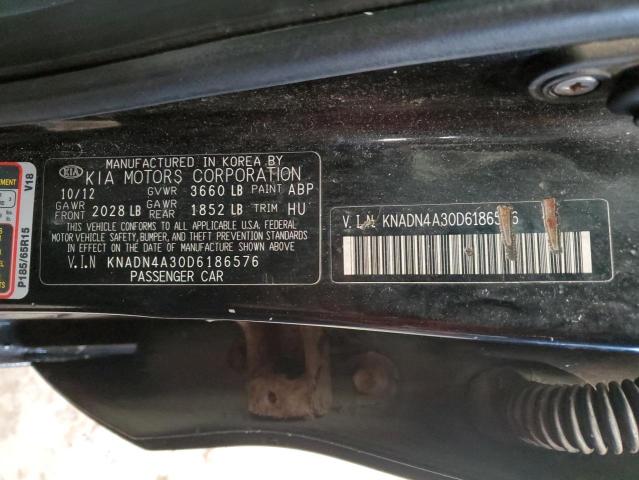 MANUFACTURED IN KOREA BY
KIA
KIA MOTORS CORPORATION
10/12 GVWR 3660 LB PAINT ABP
GAWR FRONT 2028 LB GAWR REAR 1852 LB TRIM HU
THIS VEHICLE CONFORMS TO ALL APPLICABLE U.S.A. FEDERAL
MOTOR VEHICLE SAFETY, BUMPER, AND THEFT PREVENTION STANDARDS
IN EFFECT ON THE DATE OF MANUFACTURE SHOWN ABOVE.
V.I.N KNADN4A30D6186576
PASSENGER CAR
V.I.N KNADN4A30D6186576
V18
P185/65R15